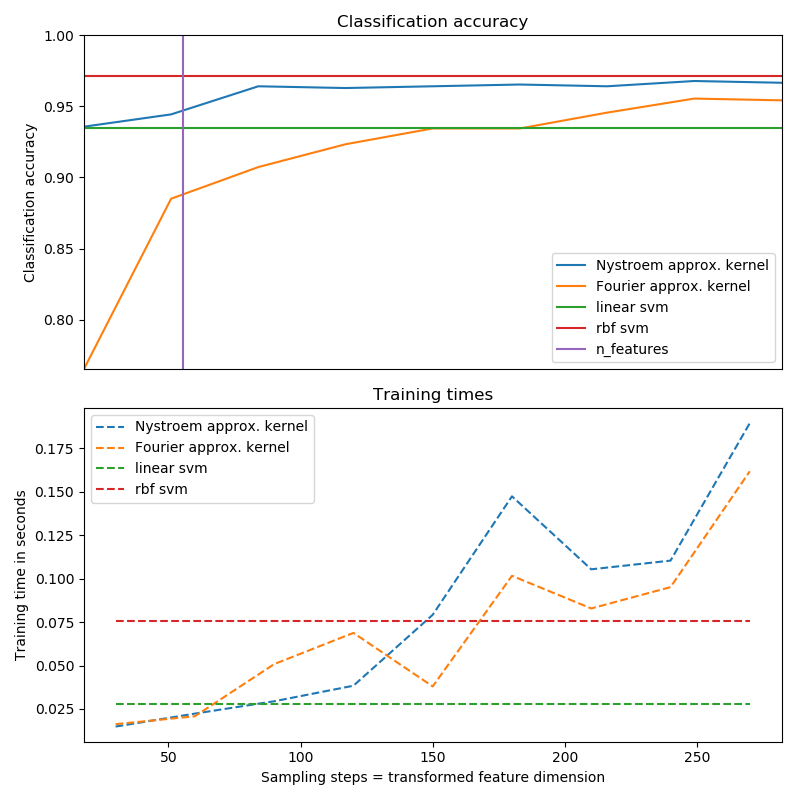 Classification accuracy
1.00
0.95
0.90
0.85
0.80
Classification accuracy
Nystroem approx. kernel
Fourier approx. kernel
linear svm
rbf svm
n_features
Training times
0.175
0.150
0.125
0.100
0.075
0.050
0.025
Training time in seconds
Nystroem approx. kernel
Fourier approx. kernel
linear svm
rbf svm
50
100
150
200
250
Sampling steps = transformed feature dimension